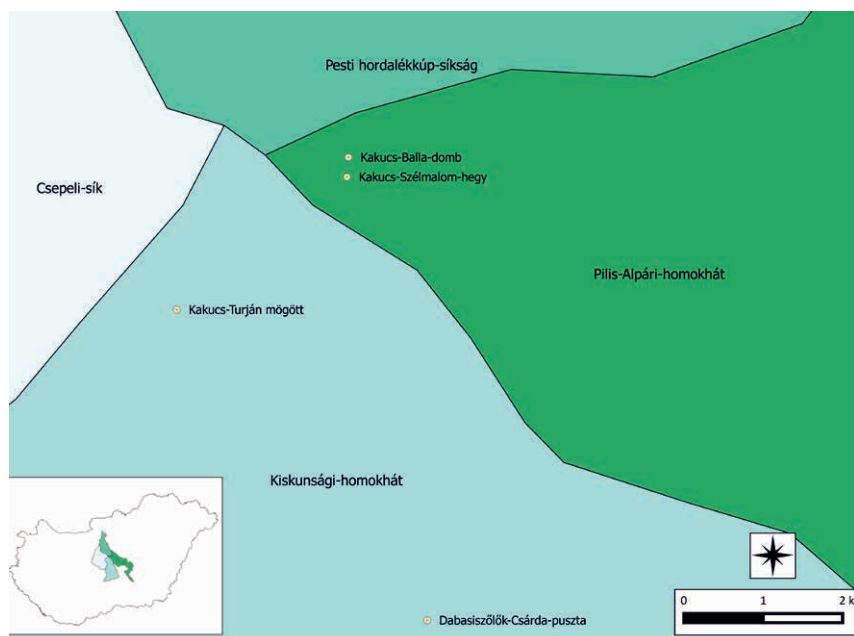 Pesti hordalékkúp-síkság
Kakucs-Balla-domb
Kakucs-Szélmalom-hegy
Csepeli-sík
Pilis-Alpári-homokhát
Kakucs-Turján mögött
Kiskunsági-homokhát
Dabasiszőlők-Csárda-puszta
0 1 2 k